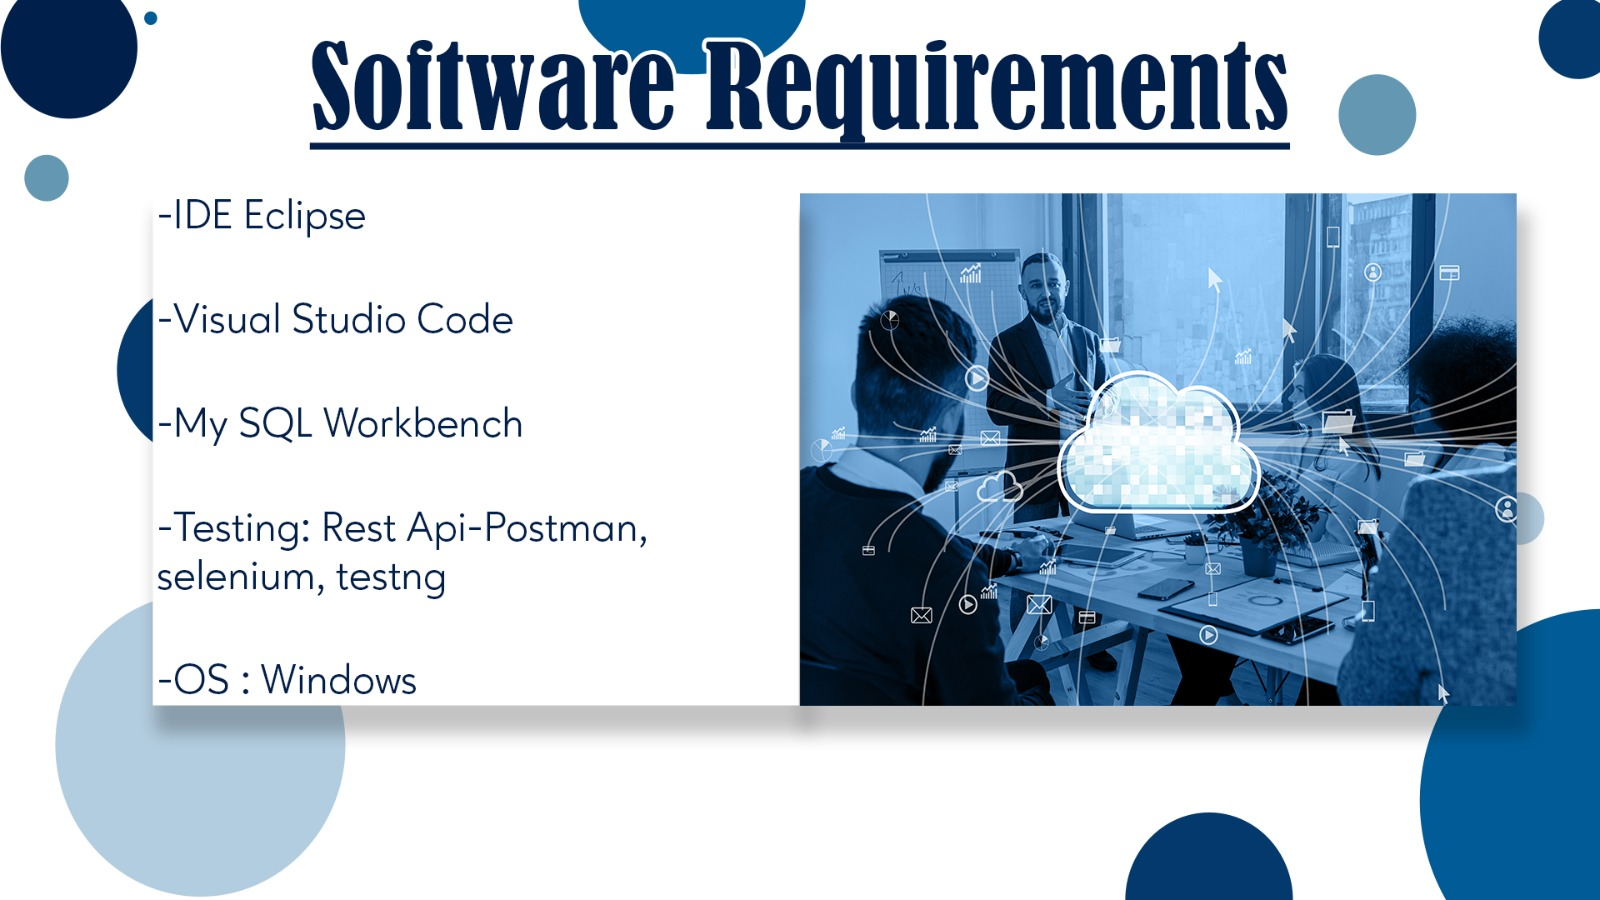 Software Requirements
-IDE Eclipse
-Visual Studio Code
-My SQL Workbench
-Testing: Rest Api-Postman,
selenium, testng
-OS : Windows